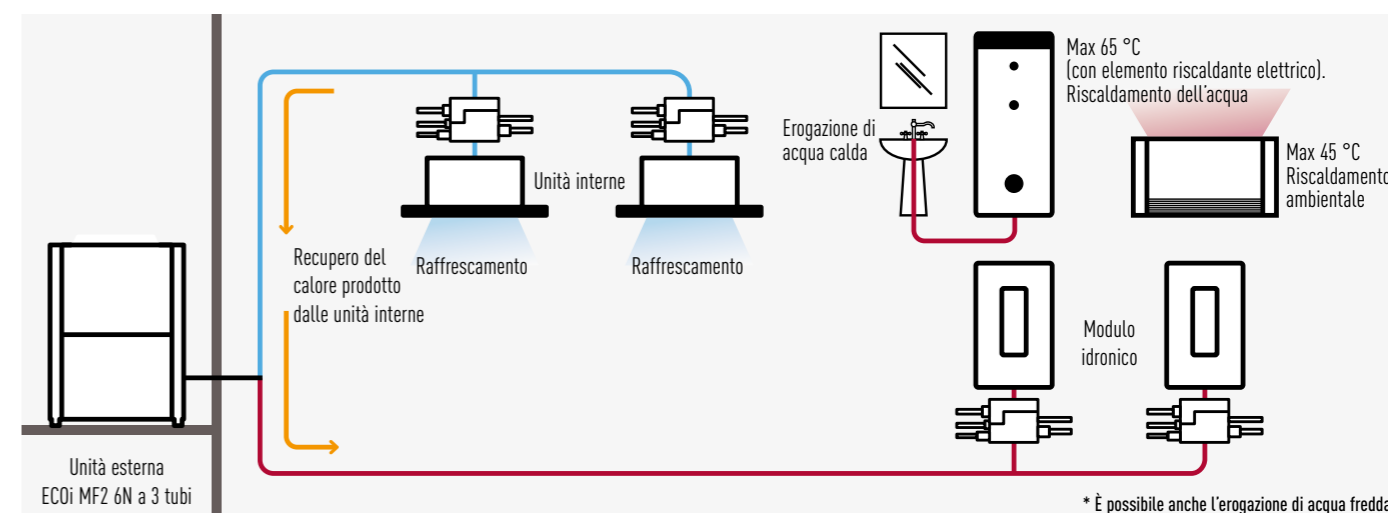 Max 65 °C
(con elemento riscaldante elettrico).
Riscaldamento dell'acqua
Erogazione di
acqua calda
Max 45 °C
Riscaldamento
ambientale
Unità interne
Raffrescamento
Raffrescamento
Recupero del
calore prodotto
dalle unità interne
Modulo
idronico
Unità esterna
ECOi MF2 6N a 3 tubi
* È possibile anche l'erogazione di acqua fredda